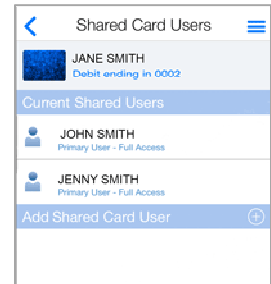 Shared Card Users
JANE SMITH
Debit ending in 0002
Current Shared Users
JOHN SMITH
Primary User - Full Access
JENNY SMITH
Primary User - Full Access
Add Shared Card User